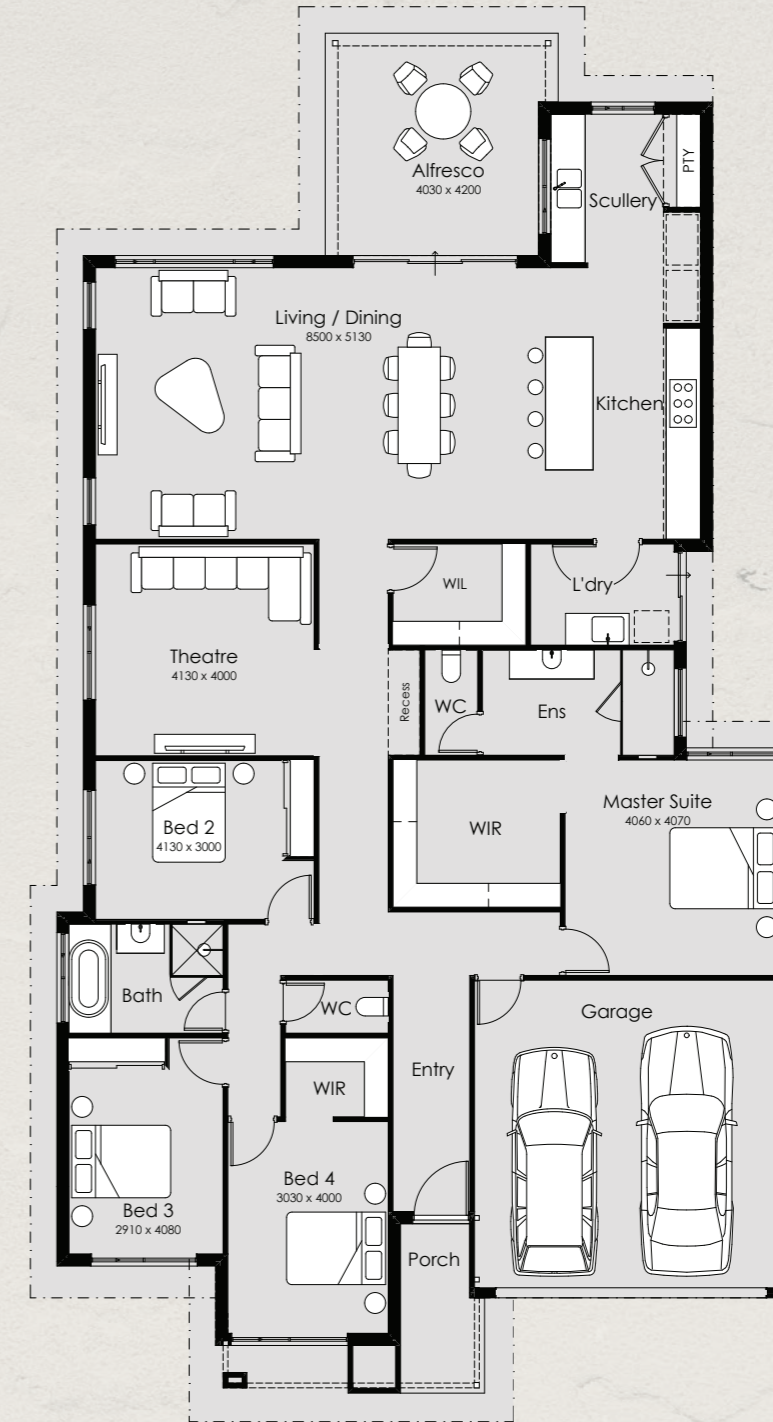 Alfresco
4030 x 4200
Scullery
PTY
Living / Dining
8500 x 5130
Kitchen
WIL
L'dry
Theatre
4130 x 4000
Recess
WC
Ens
Bed 2
4130 x 3000
WIR
Master Suite
4060 x 4070
Bath
WC
Garage
Entry
WIR
Bed 3
2910 x 4080
Bed 4
3030 x 4000
Porch